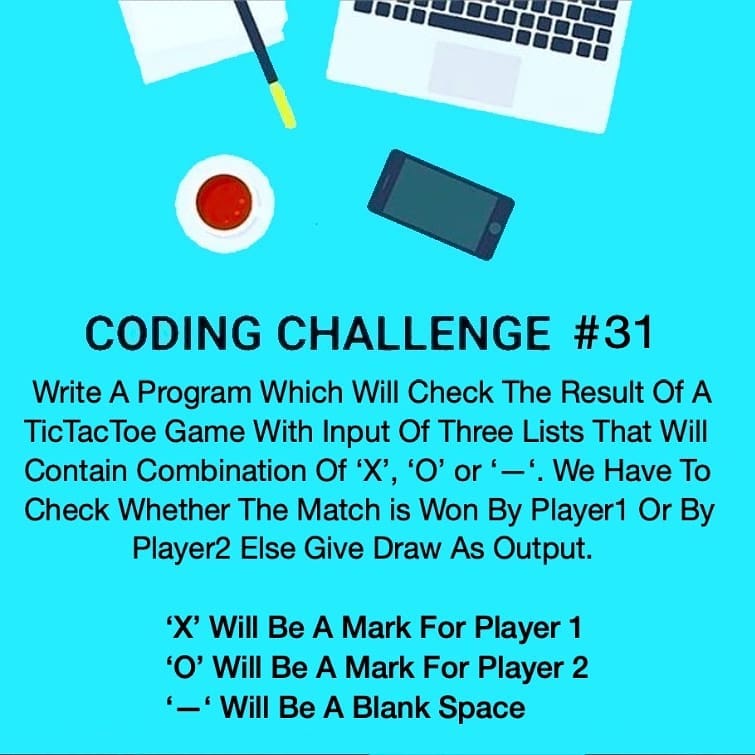 CODING CHALLENGE #31
Write A Program Which Will Check The Result Of A
TicTacToe Game With Input Of Three Lists That Will
Contain Combination Of ‘X’, ‘O’ or ‘—‘. We Have To
Check Whether The Match is Won By Player1 Or By
Player2 Else Give Draw As Output.
‘X’ Will Be A Mark For Player 1
‘O’ Will Be A Mark For Player 2
‘—‘ Will Be A Blank Space